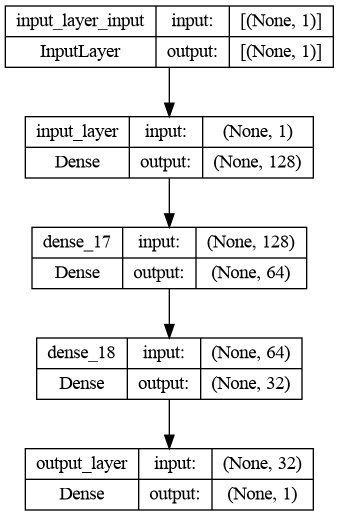 input_layer_input input: [(None, 1)]
InputLayer output: [(None, 1)]
input_layer input: (None, 1)
Dense output: (None, 128)
dense_17 input: (None, 128)
Dense output: (None, 64)
dense_18 input: (None, 64)
Dense output: (None, 32)
output_layer input: (None, 32)
Dense output: (None, 1)